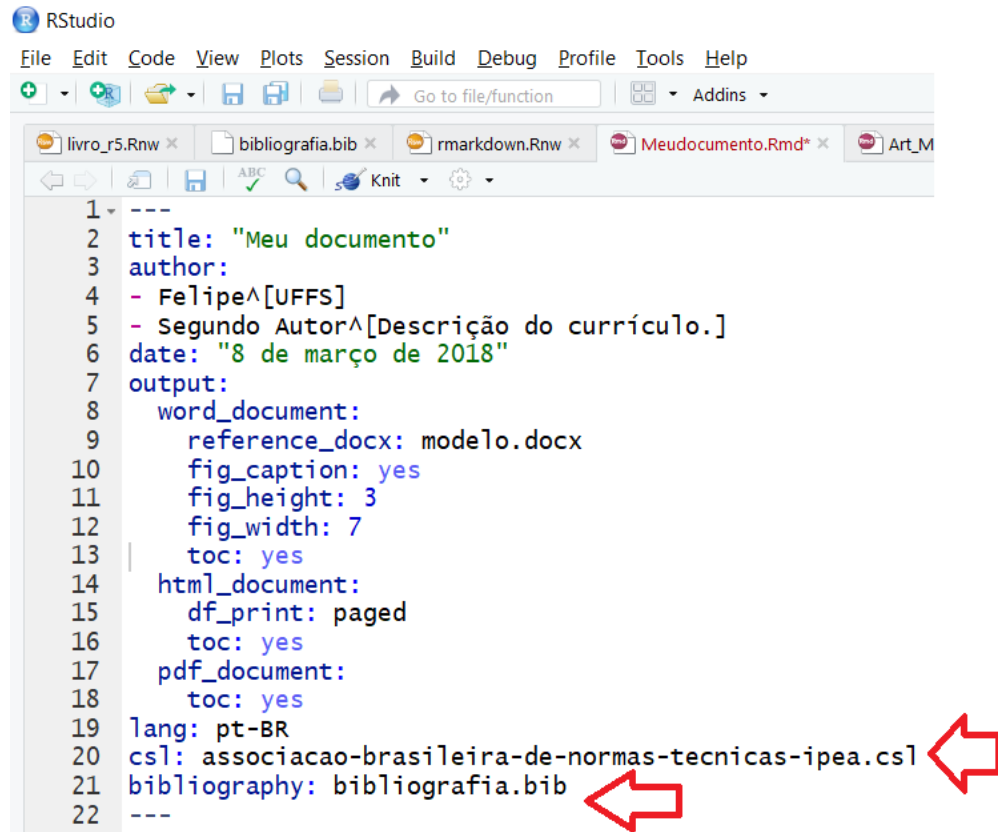 RStudio
File Edit Code View Plots Session Build Debug Profile Tools Help
Go to file/function Addins
livro_r5.Rnw bibliografia.bib rmarkdown.Rnw Meudocumento.Rmd* Art_M
ABC Knit
1 ---
2 title: "Meu documento"
3 author:
4 - Felipe^[UFFS]
5 - Segundo Autor^[Descrição do currículo.]
6 date: "8 de março de 2018"
7 output:
8   word_document:
9     reference_docx: modelo.docx
10     fig_caption: yes
11     fig_height: 3
12     fig_width: 7
13     toc: yes
14   html_document:
15     df_print: paged
16     toc: yes
17   pdf_document:
18     toc: yes
19 lang: pt-BR
20 csl: associacao-brasileira-de-normas-tecnicas-ipea.csl
21 bibliography: bibliografia.bib
22 ---